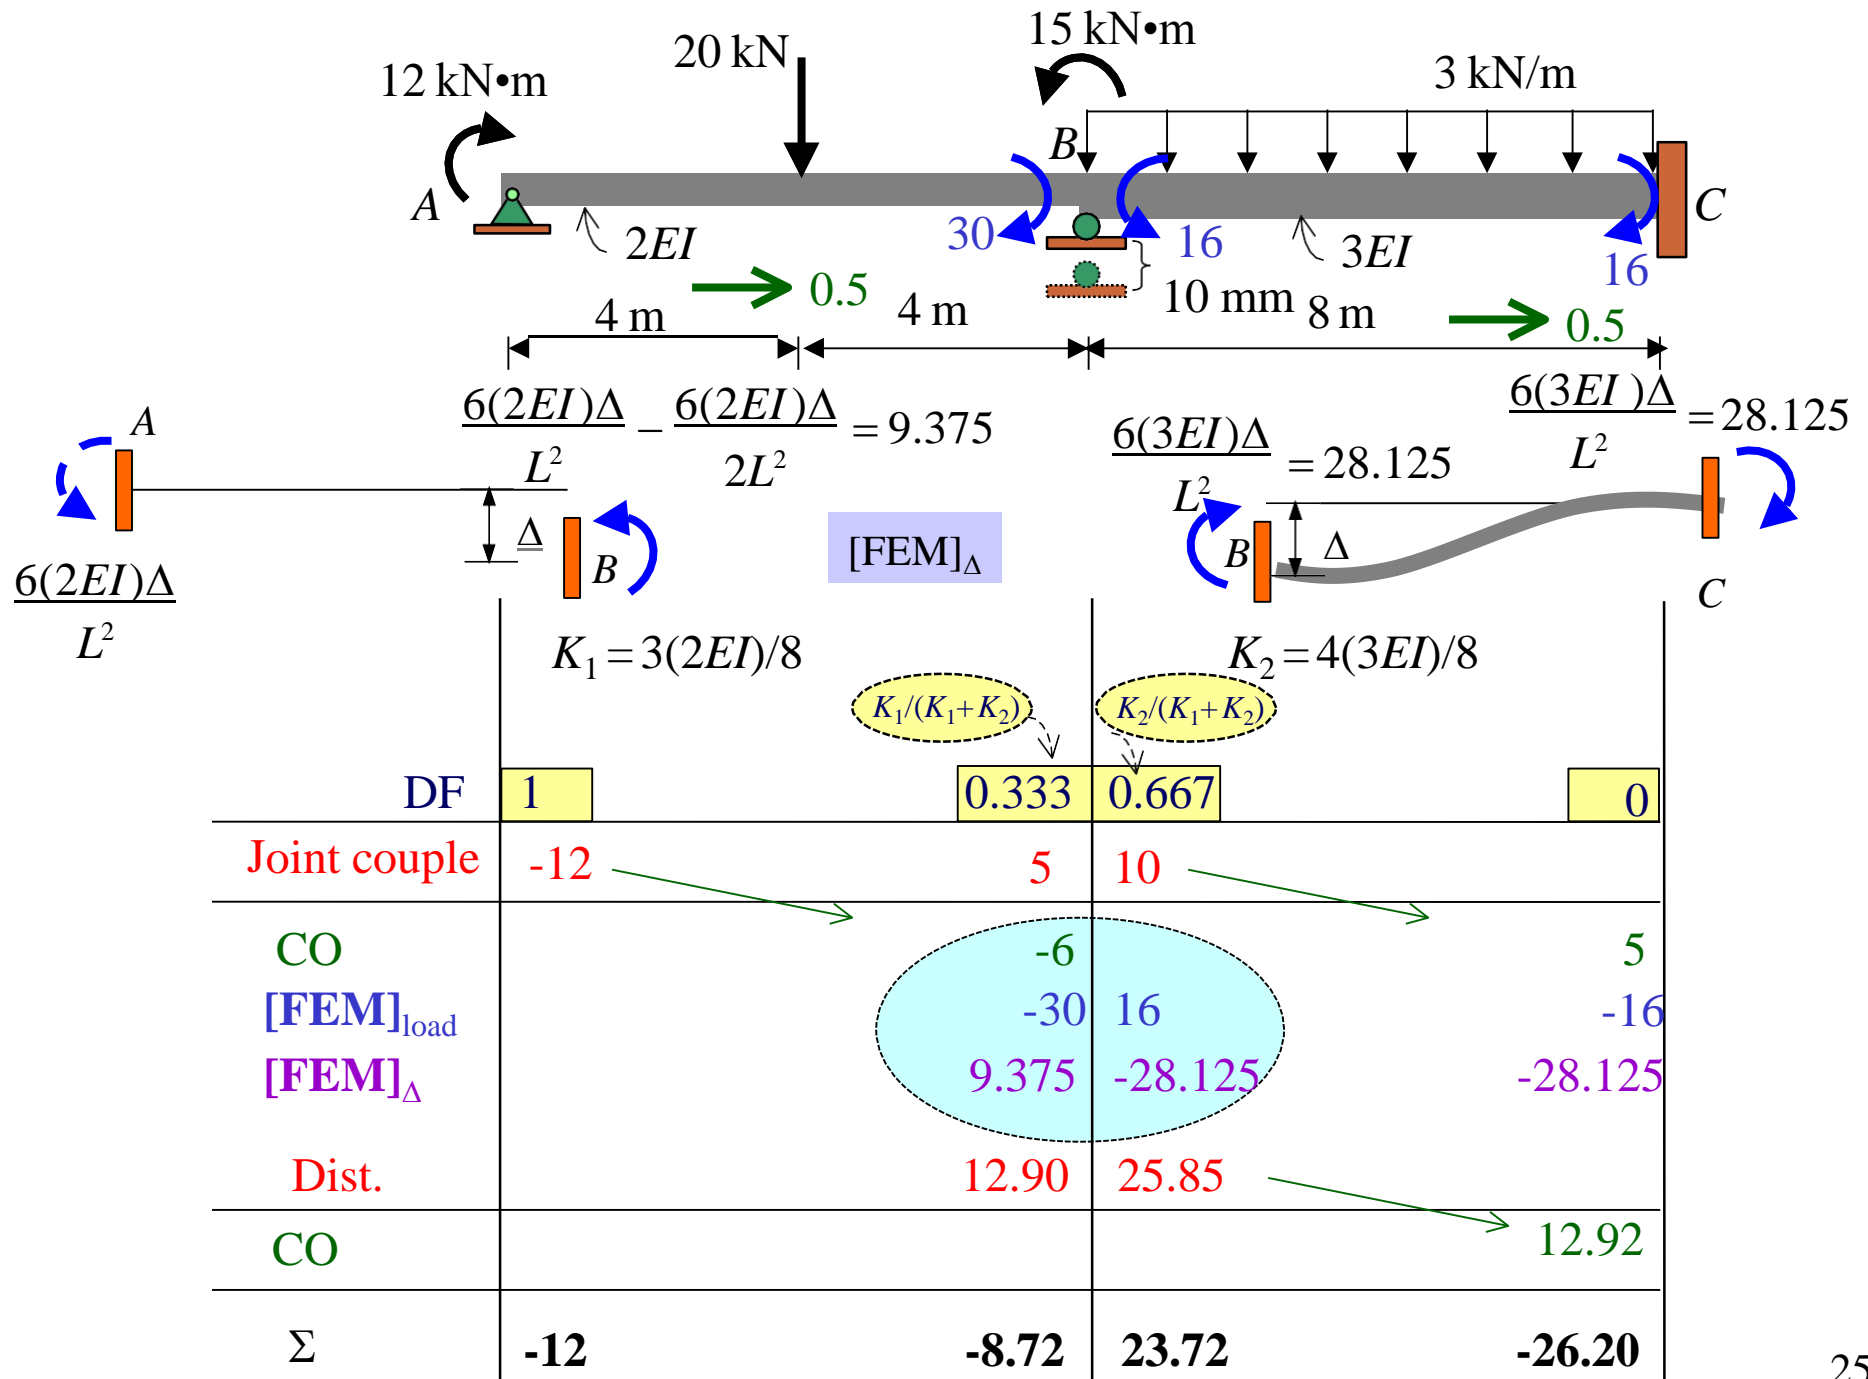 15 kN•m
20 kN
12 kN•m
3 kN/m
B
A
C
30
16
2EI
3EI
16
0.5
10 mm
4 m
4 m
8 m
0.5
6(2EI)Δ/L² − 6(2EI)Δ/2L² = 9.375
6(3EI)Δ/L² = 28.125
6(3EI)Δ/L² = 28.125
A
Δ
B
[FEM]Δ
B
Δ
C
6(2EI)Δ/L²
K₁ = 3(2EI)/8
K₂ = 4(3EI)/8
K₁/(K₁+ K₂)
K₂/(K₁+ K₂)
DF 1 0.333 0.667 0
Joint couple -12 5 10
CO -6 5
[FEM]load -30 16 -16
[FEM]Δ 9.375 -28.125 -28.125
Dist. 12.90 25.85
CO 12.92
Σ -12 -8.72 23.72 -26.20
25